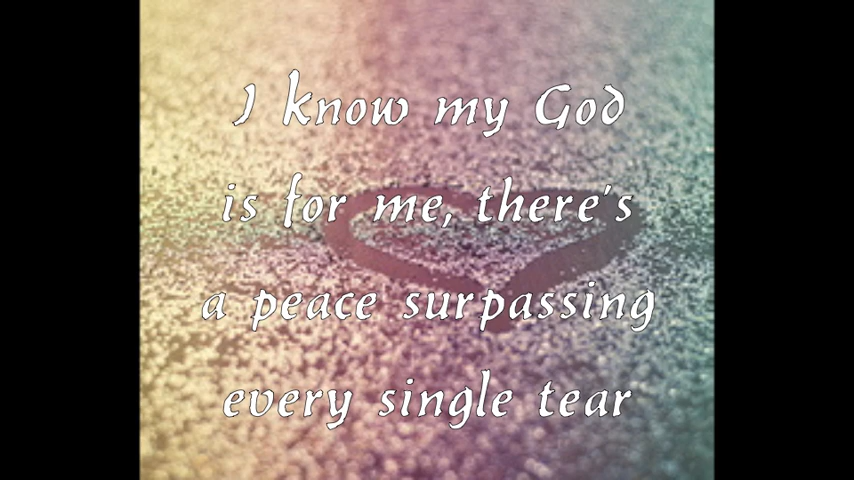 I know my God
is for me, there's
a peace surpassing
every single tear